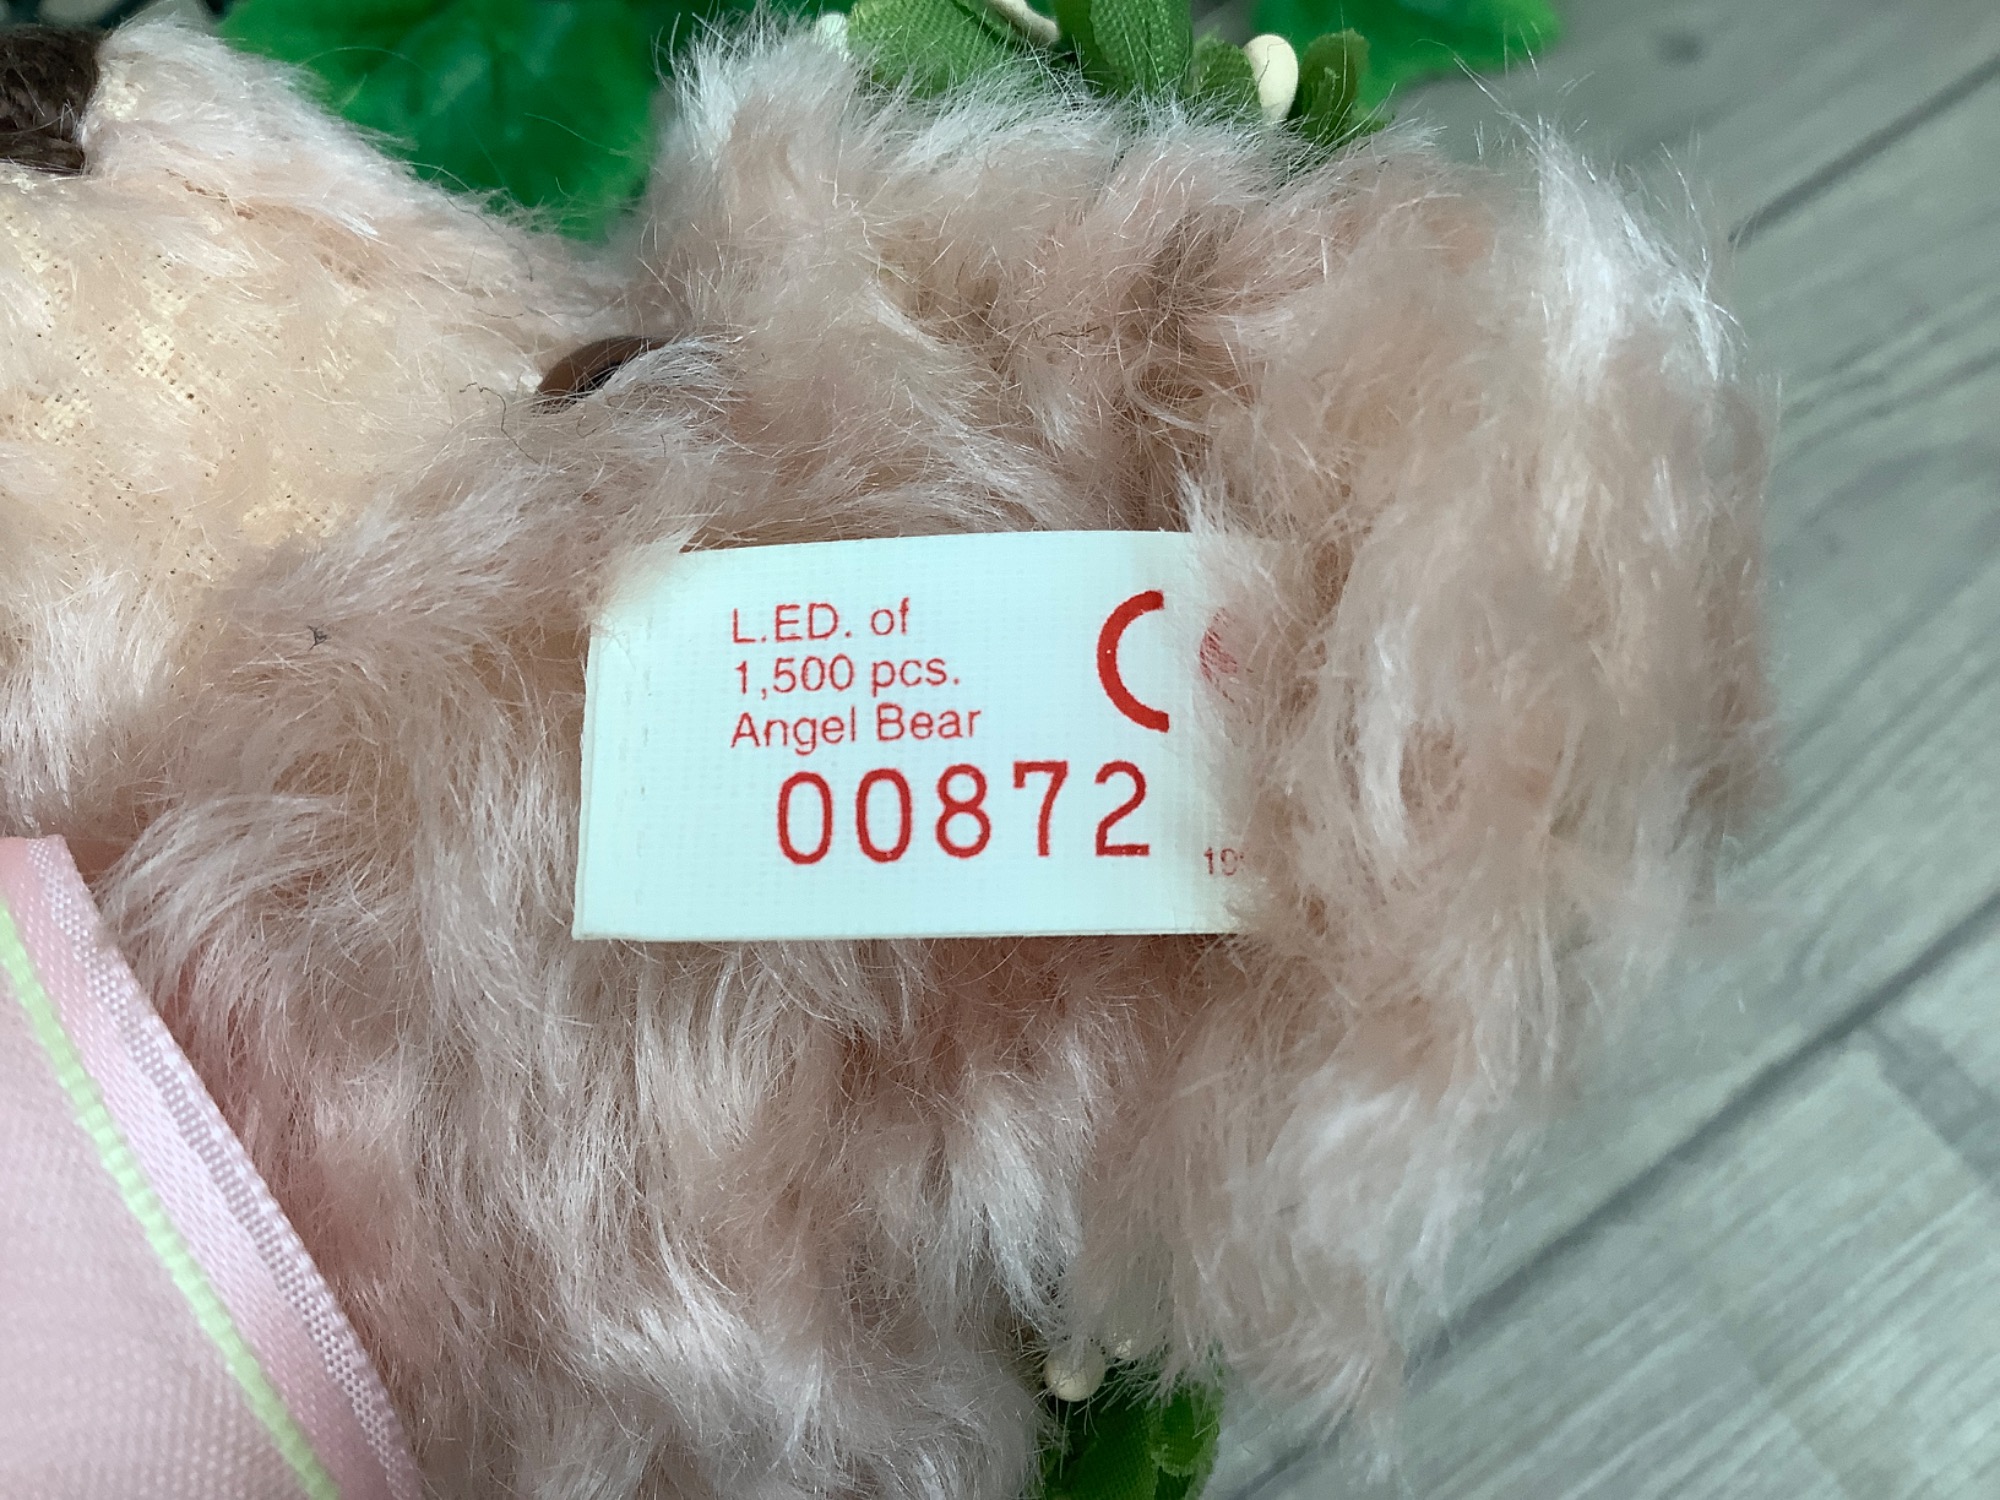 L.ED. of
1,500 pcs.
Angel Bear
00872